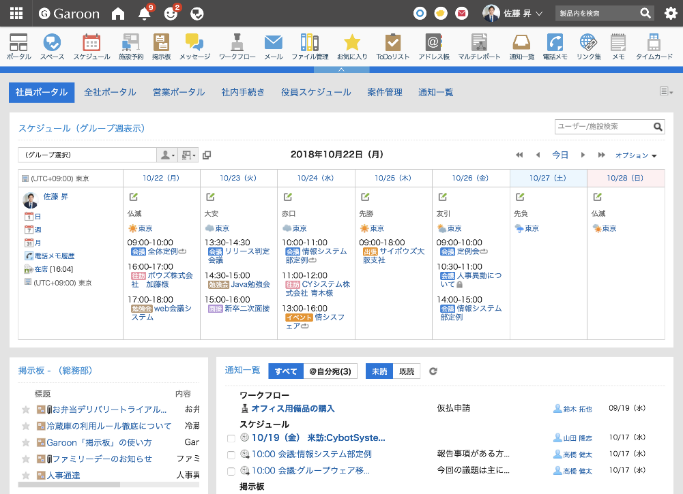 Garoon
9
2
佐藤 昇
製品内を検索
ポータル スペース スケジュール 施設予約 掲示板 メッセージ ワークフロー メール ファイル管理 お気に入り ToDoリスト アドレス帳 マルチレポート 通知一覧 電話メモ リンク集 メモ タイムカード
社員ポータル 全社ポータル 営業ポータル 社内手続き 役員スケジュール 案件管理 通知一覧
スケジュール（グループ週表示）
ユーザー/施設検索
(グループ選択)
2018年10月22日（月）
今日 オプション
(UTC+09:00) 東京 10/22（月） 10/23（火） 10/24（水） 10/25（木） 10/26（金） 10/27（土） 10/28（日）
佐藤 昇
日
週
月
電話メモ履歴
在席 [16:04]
(UTC+09:00) 東京
仏滅
東京
09:00-10:00
会議 全体定例
16:00-17:00
往訪 ボウズ株式会
社 加藤様
17:00-18:00
勉強会 web会議シ
ステム
大安
東京
13:30-14:30
会議 リリース判定
会議
14:30-15:00
勉強会 Java勉強会
15:00-16:00
面接 新卒二次面接
赤口
東京
10:00-11:00
会議 情報システム
部定例
11:00-12:00
往訪 CYシステム株
式会社 青木様
13:00-16:00
イベント 情シスフ
ェア
先勝
東京
09:00-18:00
出張 サイボウズ大
阪支社
友引
東京
09:00-10:00
会議 定例会
10:30-11:00
会議 人事異動につ
いて
14:00-15:00
会議 情報システム
部定例
先負
東京
仏滅
東京
掲示板 - （総務部）
標題 内容
お弁当デリバリートライアル... お弁
冷蔵庫の利用ルール徹底について 冷蔵
Garoon「掲示板」の使い方 Garr
ファミリーデーのお知らせ ファミ
人事通達 人事異
通知一覧 すべて @自分宛(3) 未読 既読
ワークフロー
オフィス用備品の購入 仮払申請 鈴木 拓也 09/19（水）
スケジュール
10/19（金） 来訪:CybotSyste... 山田 隆志 10/17（水）
10:00 会議:情報システム部定例 報告事項がある方... 高橋 健太 10/17（水）
10:00 会議:グループウェア移... 今回の議題は主に... 高橋 健太 10/17（水）
掲示板